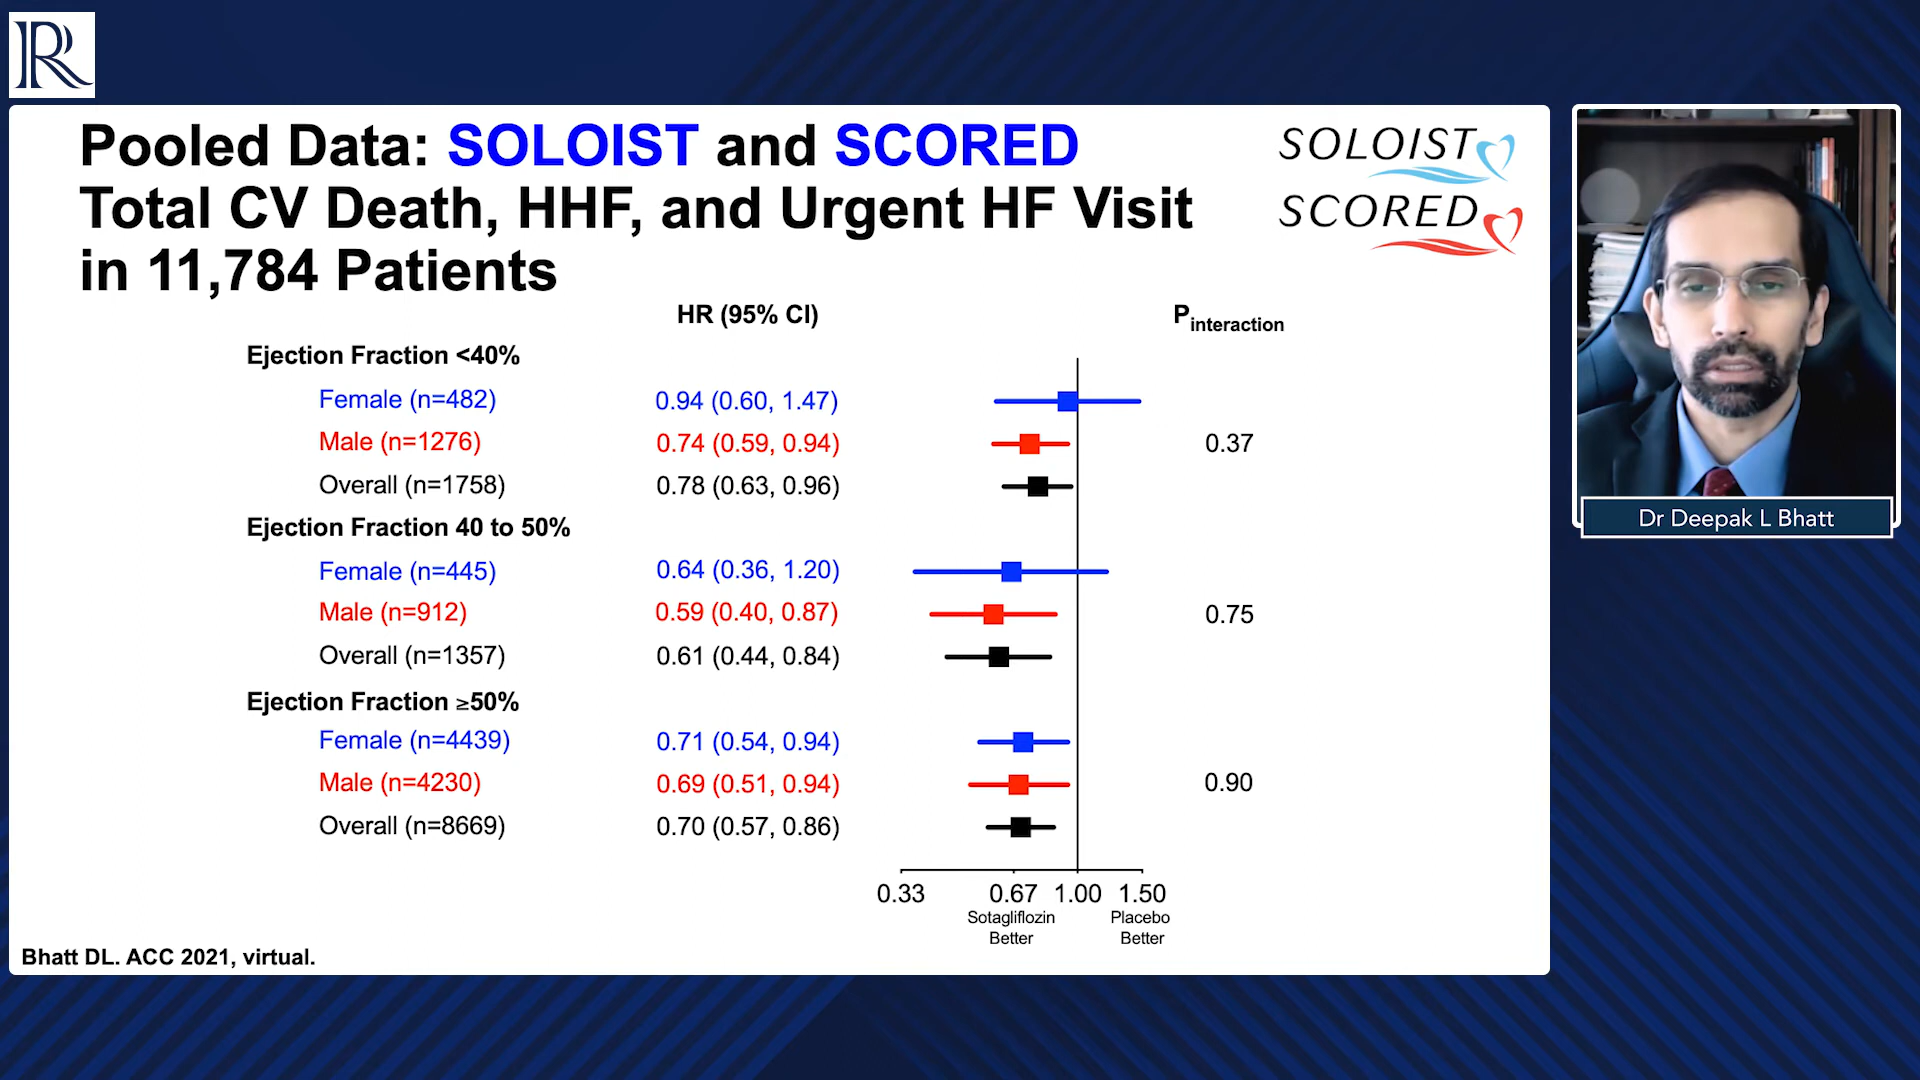 R
Pooled Data: SOLOIST and SCORED
Total CV Death, HHF, and Urgent HF Visit
in 11,784 Patients
SOLOIST
SCORED
HR (95% CI)
Pinteraction
Ejection Fraction <40%
Female (n=482) 0.94 (0.60, 1.47)
Male (n=1276) 0.74 (0.59, 0.94) 0.37
Overall (n=1758) 0.78 (0.63, 0.96)
Ejection Fraction 40 to 50%
Female (n=445) 0.64 (0.36, 1.20)
Male (n=912) 0.59 (0.40, 0.87) 0.75
Overall (n=1357) 0.61 (0.44, 0.84)
Ejection Fraction ≥50%
Female (n=4439) 0.71 (0.54, 0.94)
Male (n=4230) 0.69 (0.51, 0.94) 0.90
Overall (n=8669) 0.70 (0.57, 0.86)
0.33 0.67 1.00 1.50
Sotagliflozin Placebo
Better Better
Bhatt DL. ACC 2021, virtual.
Dr Deepak L Bhatt